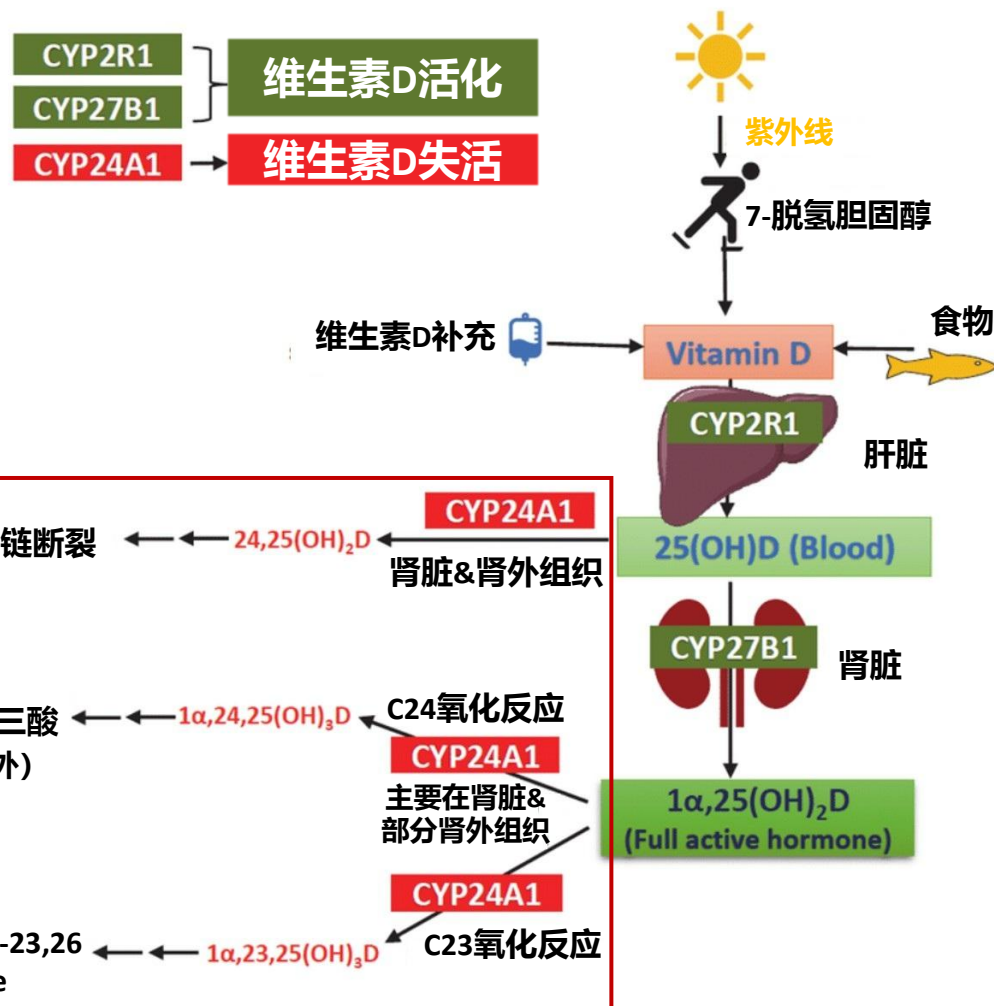 CYP2R1
CYP27B1
维生素D活化
CYP24A1
维生素D失活
紫外线
7-脱氢胆固醇
维生素D补充
Vitamin D
食物
CYP2R1
肝脏
CYP24A1
链断裂
24,25(OH)₂D
肾脏&肾外组织
25(OH)D (Blood)
CYP27B1
肾脏
三酸
外）
1α,24,25(OH)₃D
C24氧化反应
CYP24A1
主要在肾脏&
部分肾外组织
1α,25(OH)₂D
(Full active hormone)
CYP24A1
C23氧化反应
-23,26
e
1α,23,25(OH)₃D